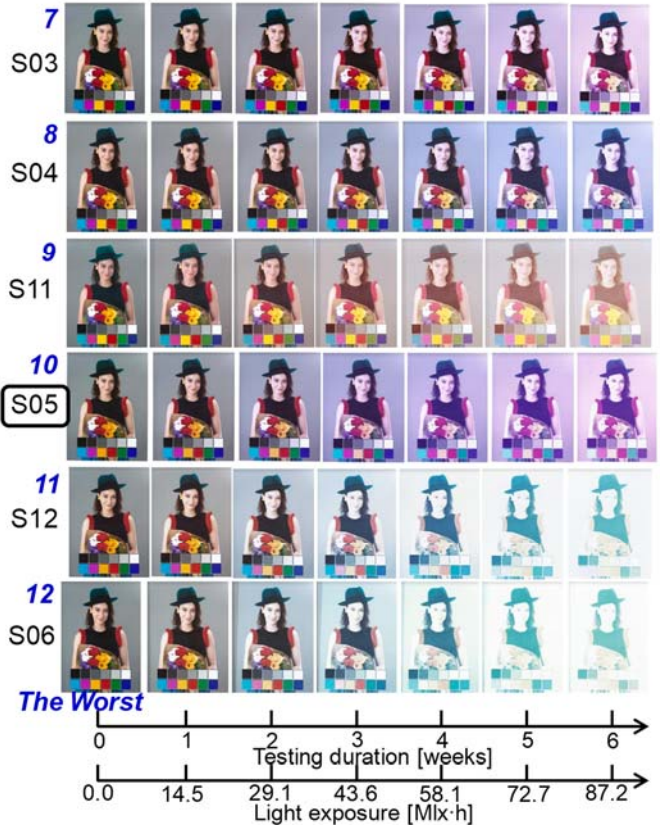 7
S03
8
S04
9
S11
10
S05
11
S12
12
S06
The Worst
0 1 2 3 4 5 6
Testing duration [weeks]
0.0 14.5 29.1 43.6 58.1 72.7 87.2
Light exposure [Mlx·h]